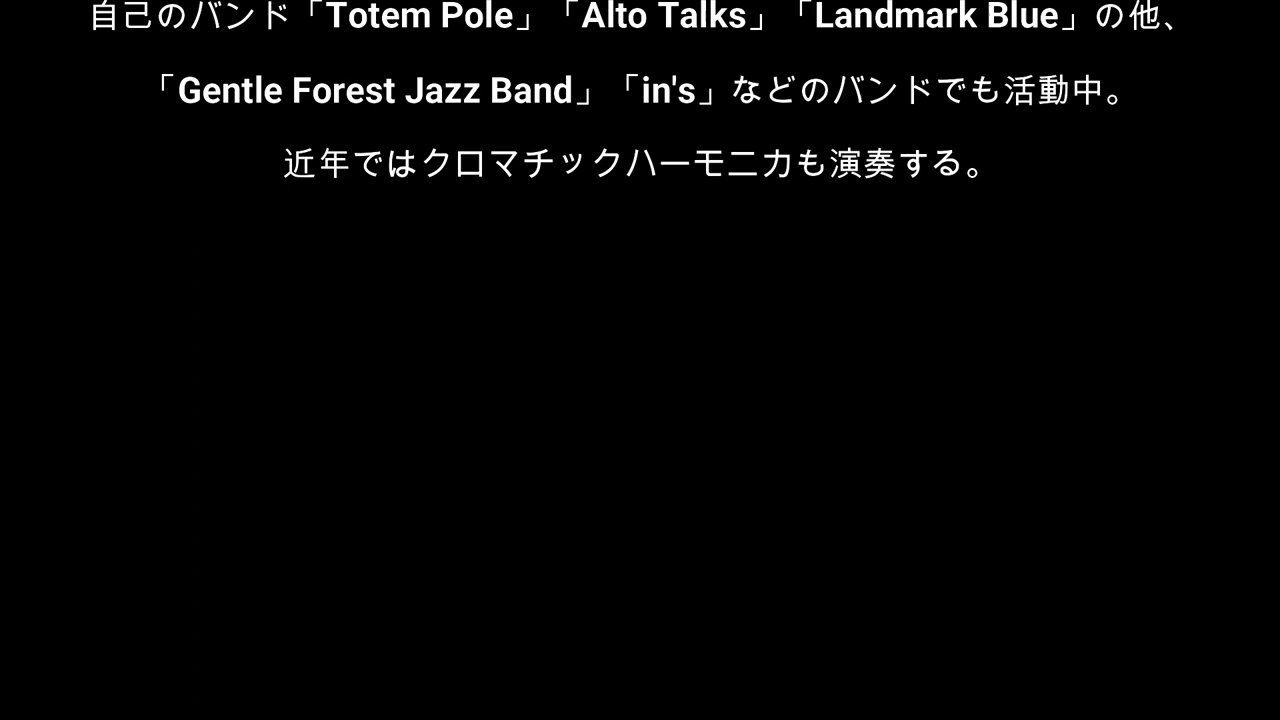 自己のバンド「Totem Pole」「Alto Talks」「Landmark Blue」の他、
「Gentle Forest Jazz Band」「in's」などのバンドでも活動中。
近年ではクロマチックハーモニカも演奏する。